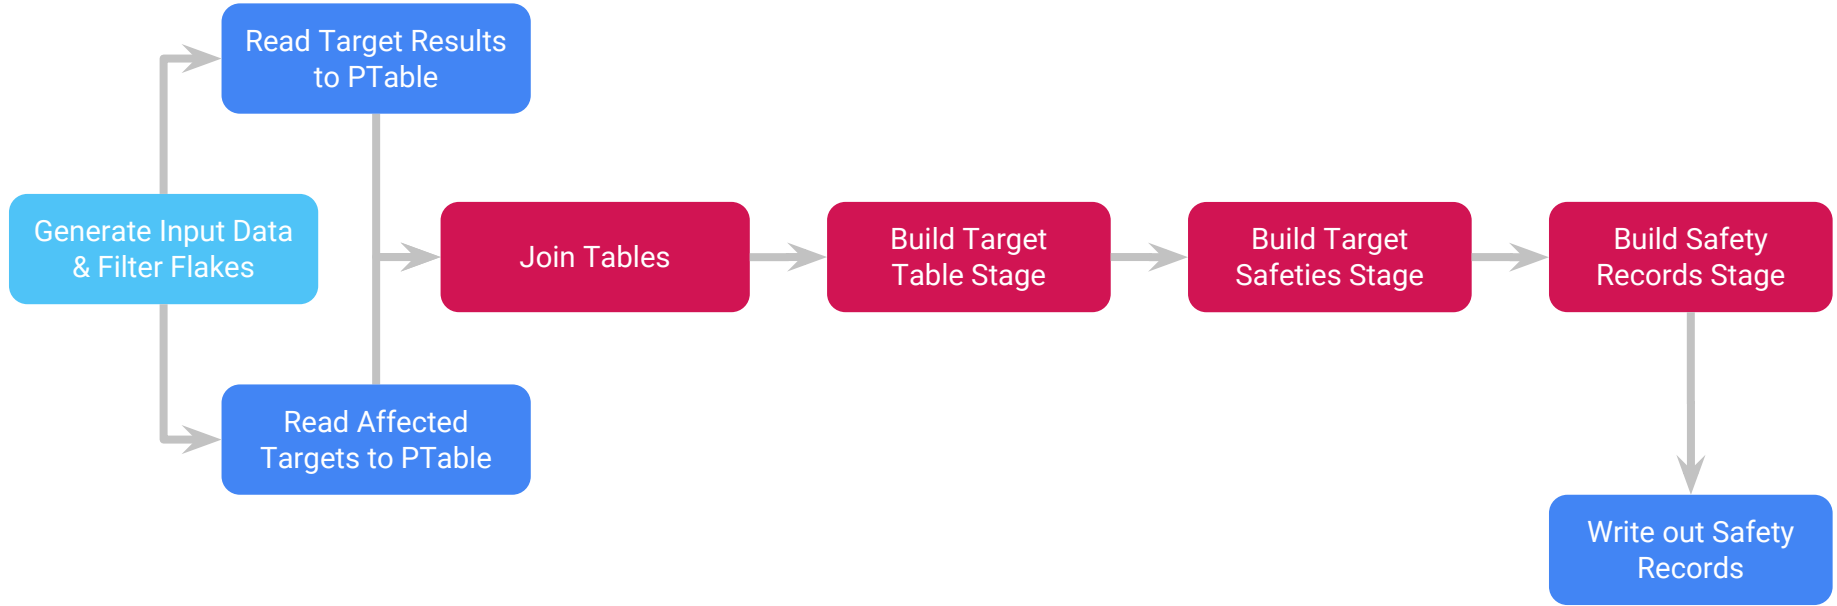 Read Target Results
to PTable
Generate Input Data
& Filter Flakes
Read Affected
Targets to PTable
Join Tables
Build Target
Table Stage
Build Target
Safeties Stage
Build Safety
Records Stage
Write out Safety
Records